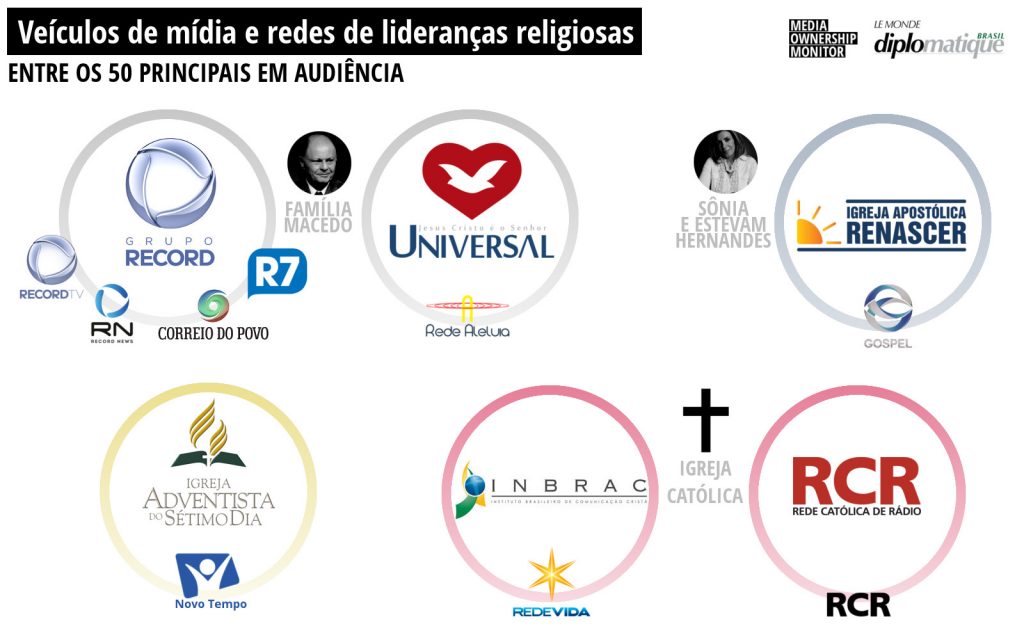 Veículos de mídia e redes de lideranças religiosas
ENTRE OS 50 PRINCIPAIS EM AUDIÊNCIA
MEDIA
OWNERSHIP
MONITOR
LE MONDE
diplomatique
BRASIL
GRUPO
RECORD
RECORDTV
RN
RECORD NEWS
CORREIO DO POVO
R7
FAMÍLIA
MACEDO
Jesus Cristo é o Senhor
UNIVERSAL
Rede Aleluia
SÔNIA
E ESTEVAM
HERNANDES
IGREJA APOSTÓLICA
RENASCER
GOSPEL
IGREJA
ADVENTISTA
DO SÉTIMO DIA
Novo Tempo
INBRAC
INSTITUTO BRASILEIRO DE COMUNICAÇÃO CRISTÃ
REDEVIDA
IGREJA
CATÓLICA
RCR
REDE CATÓLICA DE RÁDIO
RCR